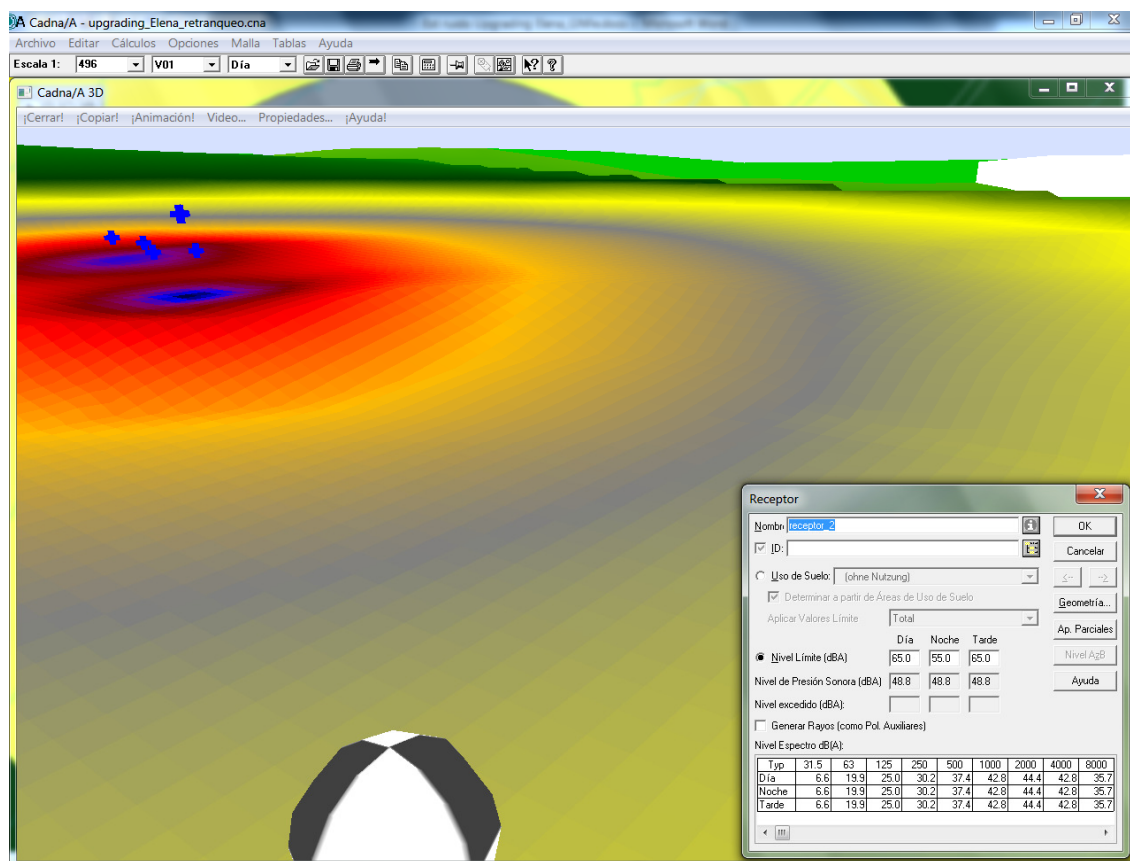 Cadna/A - upgrading_Elena_retranqueo.cna
Archivo Editar Cálculos Opciones Malla Tablas Ayuda
Escala 1: 496 V01 Día
Cadna/A 3D
¡Cerrar! ¡Copiar! ¡Animación! Video... Propiedades... ¡Ayuda!
Receptor
Nombre receptor_2 OK
ID: Cancelar
Uso de Suelo: (ohne Nutzung)
Determinar a partir de Áreas de Uso de Suelo Geometría...
Aplicar Valores Límite Total Ap. Parciales
Día Noche Tarde
Nivel Límite (dBA) 65.0 55.0 65.0 Nivel AzB
Nivel de Presión Sonora (dBA) 48.8 48.8 48.8 Ayuda
Nivel excedido (dBA):
Generar Rayos (como Pol. Auxiliares)
Nivel Espectro dB(A):
Typ 31.5 63 125 250 500 1000 2000 4000 8000
Día 6.6 19.9 25.0 30.2 37.4 42.8 44.4 42.8 35.7
Noche 6.6 19.9 25.0 30.2 37.4 42.8 44.4 42.8 35.7
Tarde 6.6 19.9 25.0 30.2 37.4 42.8 44.4 42.8 35.7